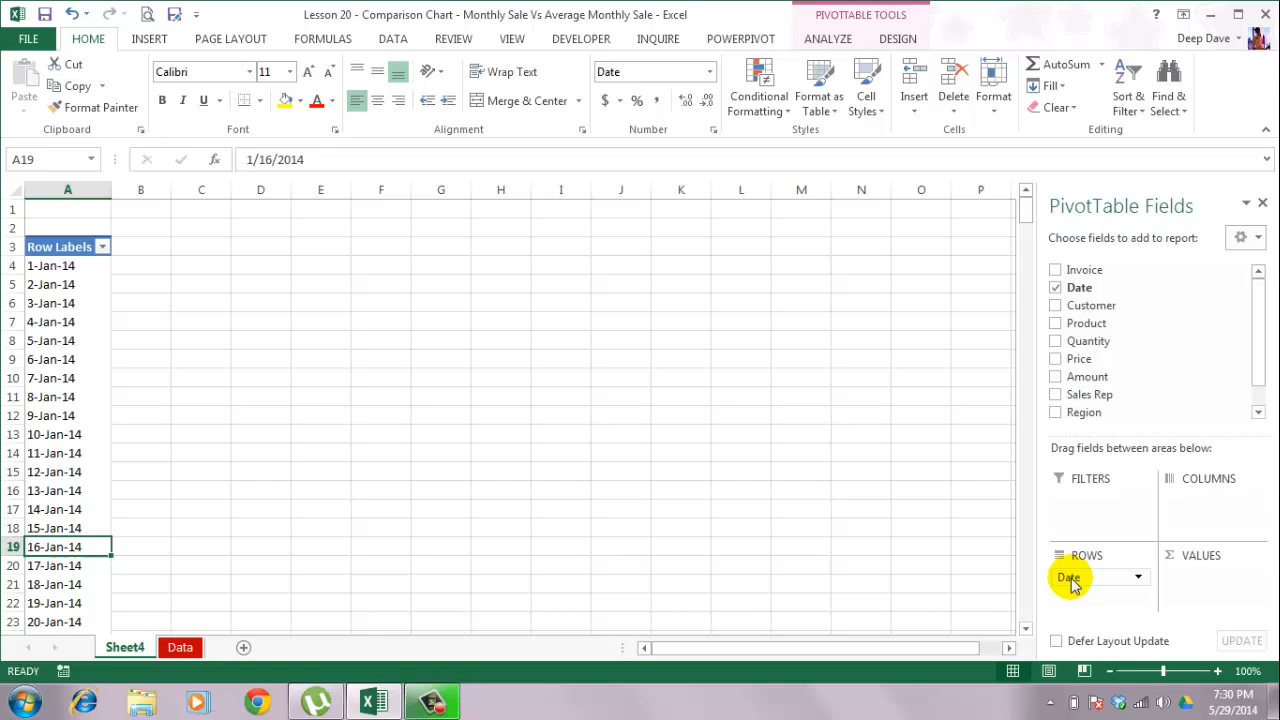 Lesson 20 - Comparison Chart - Monthly Sale Vs Average Monthly Sale - Excel
PIVOTTABLE TOOLS
FILE HOME INSERT PAGE LAYOUT FORMULAS DATA REVIEW VIEW DEVELOPER INQUIRE POWERPIVOT ANALYZE DESIGN Deep Dave
Paste
Cut
Copy
Format Painter
Clipboard
Calibri 11
B I U A
Font
Wrap Text
Merge & Center
Alignment
Date
$ % ,
Number
Conditional Formatting
Format as Table
Cell Styles
Styles
Insert
Delete
Format
Cells
AutoSum
Fill
Clear
Sort & Filter
Find & Select
Editing
A19 fx 1/16/2014
A B C D E F G H I J K L M N O P
1
2
3 Row Labels
4 1-Jan-14
5 2-Jan-14
6 3-Jan-14
7 4-Jan-14
8 5-Jan-14
9 6-Jan-14
10 7-Jan-14
11 8-Jan-14
12 9-Jan-14
13 10-Jan-14
14 11-Jan-14
15 12-Jan-14
16 13-Jan-14
17 14-Jan-14
18 15-Jan-14
19 16-Jan-14
20 17-Jan-14
21 18-Jan-14
22 19-Jan-14
23 20-Jan-14
PivotTable Fields
Choose fields to add to report:
Invoice
Date
Customer
Product
Quantity
Price
Amount
Sales Rep
Region
Drag fields between areas below:
FILTERS COLUMNS
ROWS Σ VALUES
Date
Defer Layout Update UPDATE
Sheet4 Data
READY 100%
7:30 PM
5/29/2014